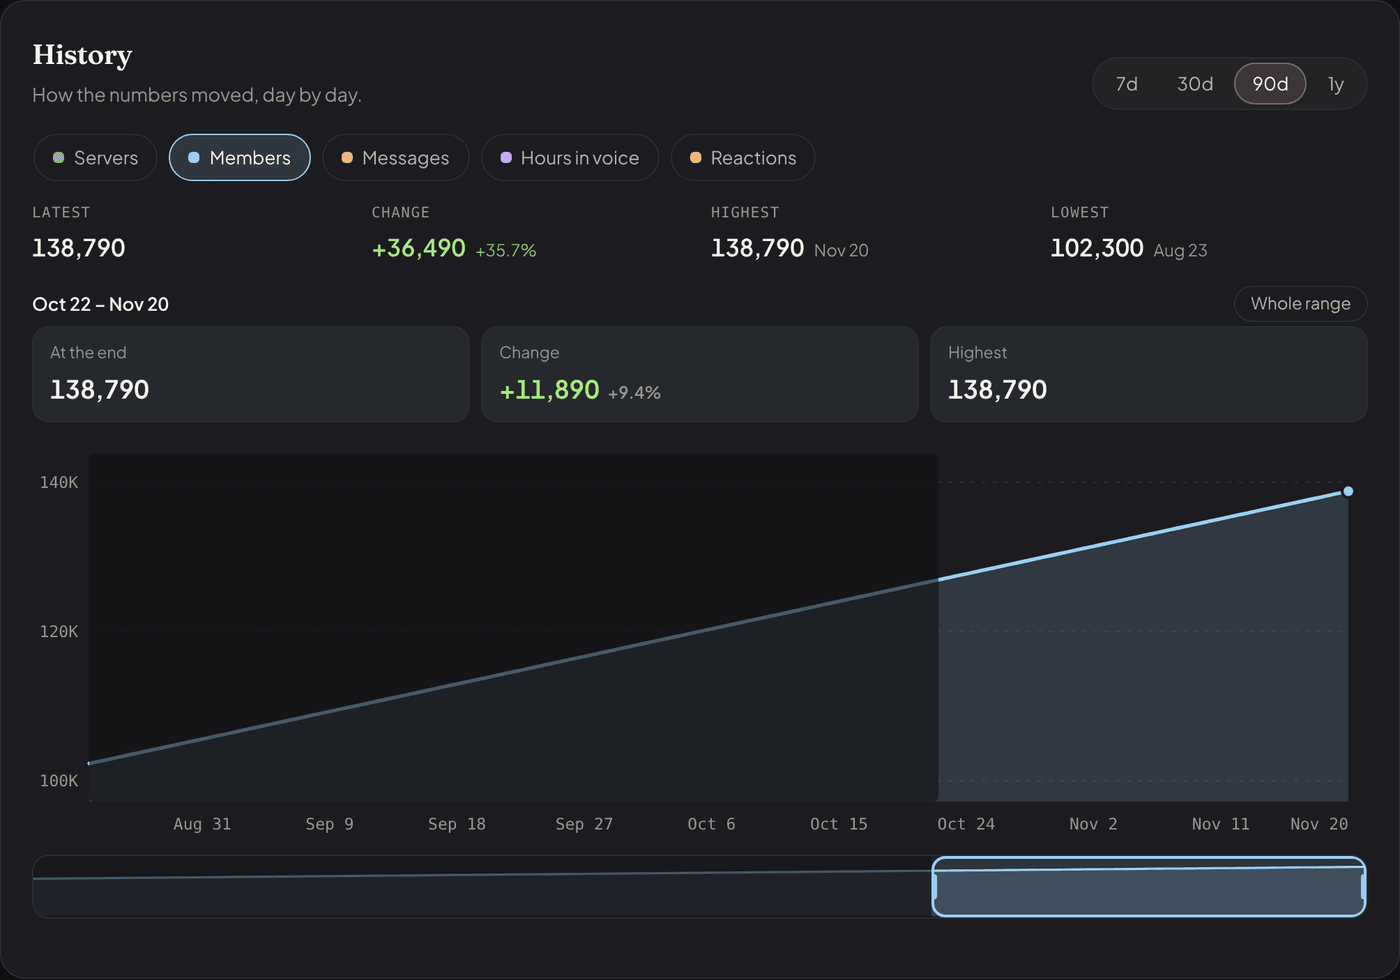 History
How the numbers moved, day by day.
7d 30d 90d 1y
Servers Members Messages Hours in voice Reactions
LATEST CHANGE HIGHEST LOWEST
138,790 +36,490 +35.7% 138,790 Nov 20 102,300 Aug 23
Oct 22 – Nov 20 Whole range
At the end Change Highest
138,790 +11,890 +9.4% 138,790
140K
120K
100K
Aug 31 Sep 9 Sep 18 Sep 27 Oct 6 Oct 15 Oct 24 Nov 2 Nov 11 Nov 20